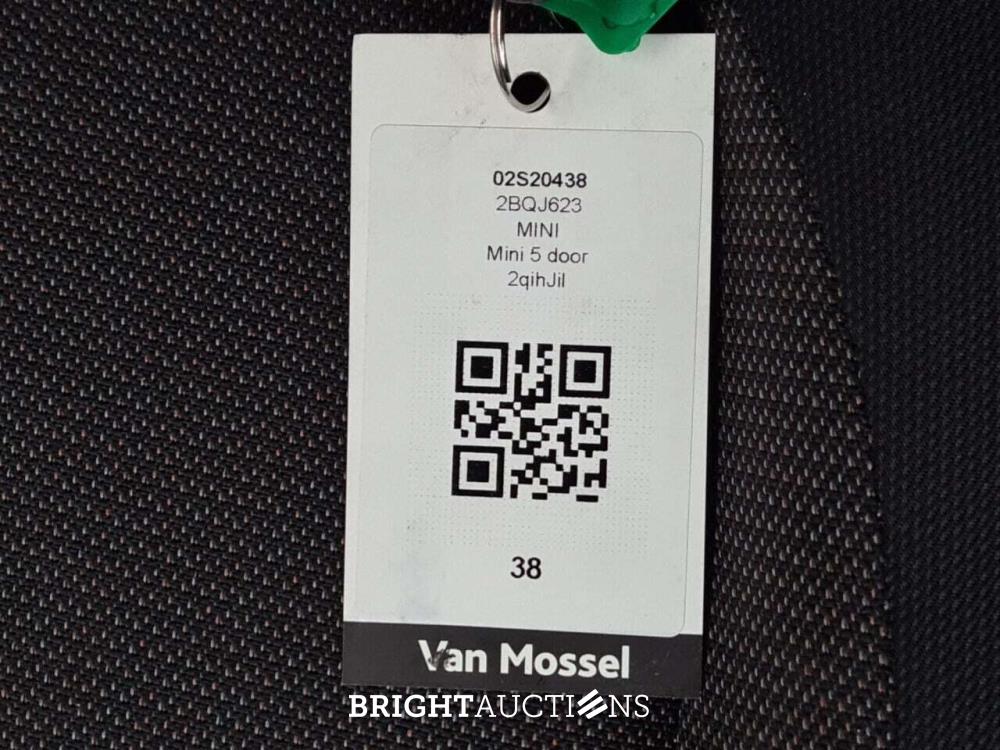 02S20438
2BQJ623
MINI
Mini 5 door
2qihJil
38
Van Mossel
BRIGHTAUCTIONS